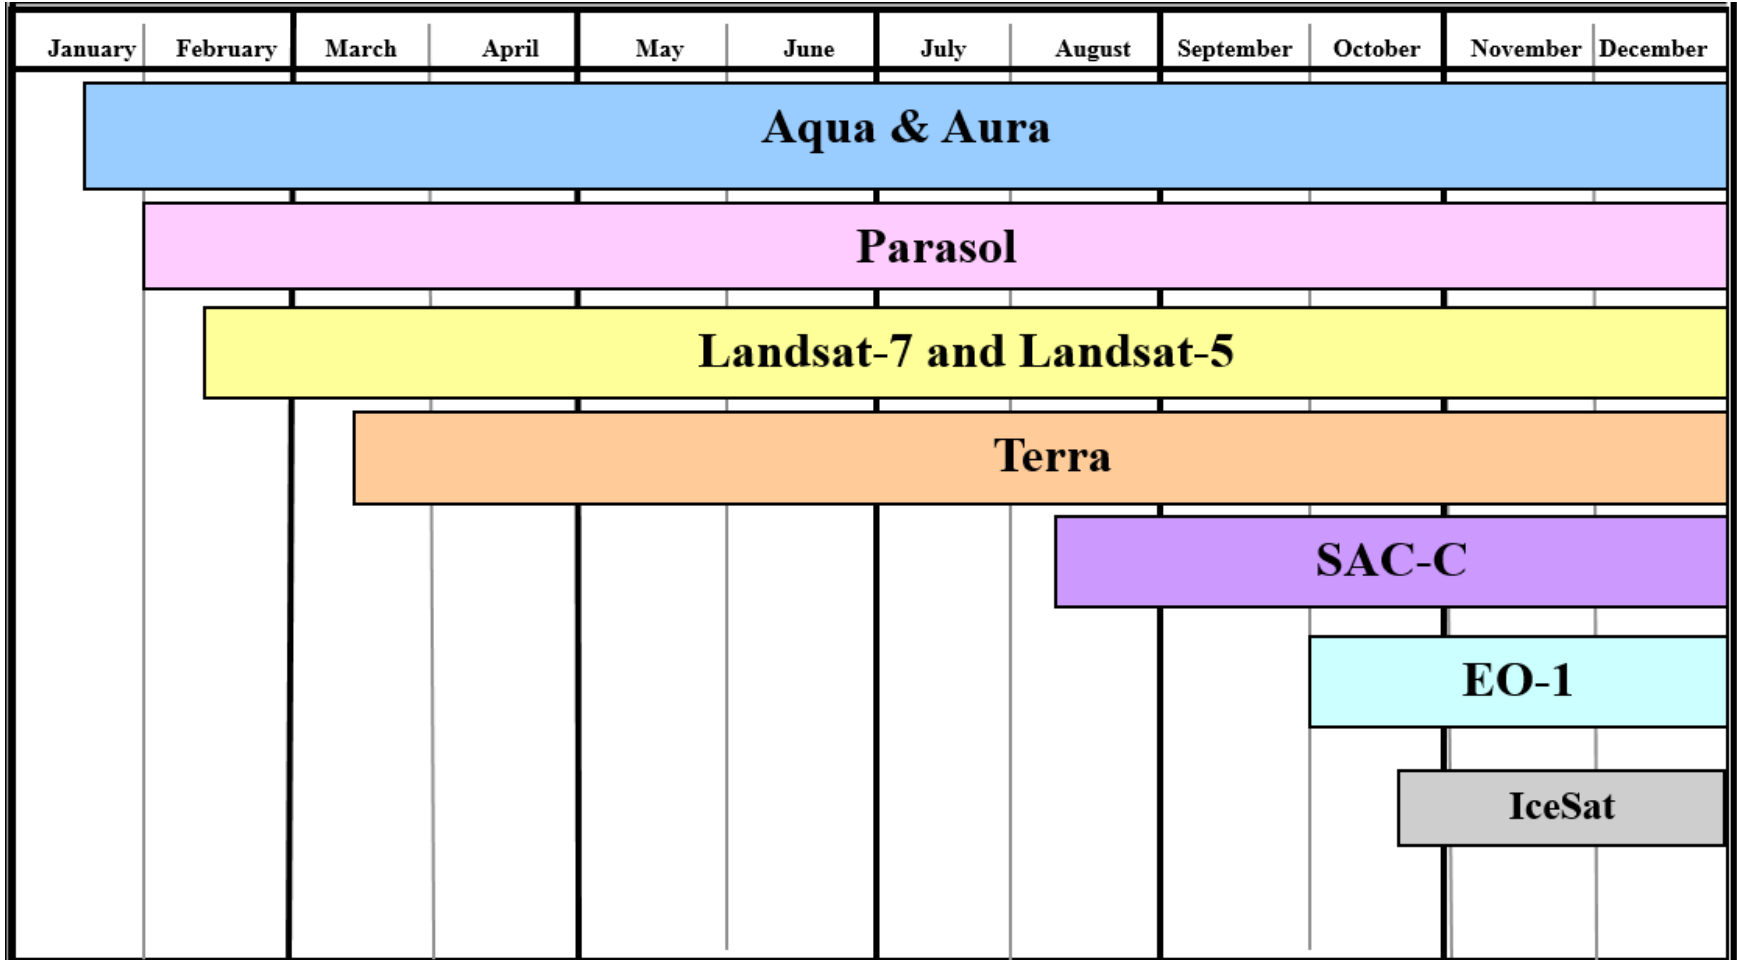 January February March April May June July August September October November December
Aqua & Aura
Parasol
Landsat-7 and Landsat-5
Terra
SAC-C
EO-1
IceSat